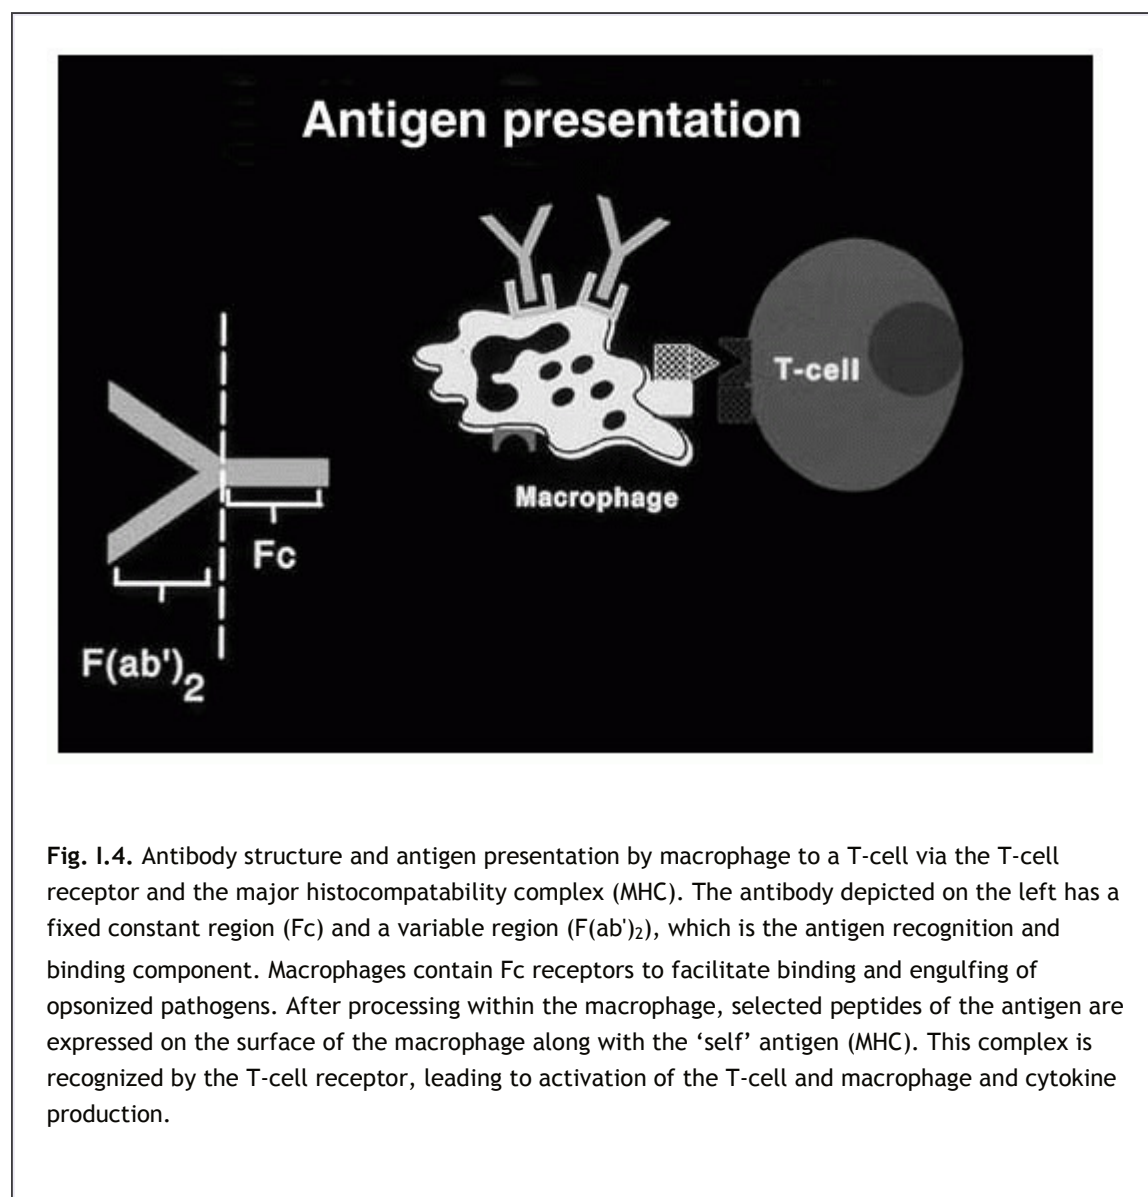 Antigen presentation
T-cell
Macrophage
Fc
F(ab')2
Fig. I.4. Antibody structure and antigen presentation by macrophage to a T-cell via the T-cell
receptor and the major histocompatability complex (MHC). The antibody depicted on the left has a
fixed constant region (Fc) and a variable region (F(ab')2), which is the antigen recognition and
binding component. Macrophages contain Fc receptors to facilitate binding and engulfing of
opsonized pathogens. After processing within the macrophage, selected peptides of the antigen are
expressed on the surface of the macrophage along with the ‘self’ antigen (MHC). This complex is
recognized by the T-cell receptor, leading to activation of the T-cell and macrophage and cytokine
production.